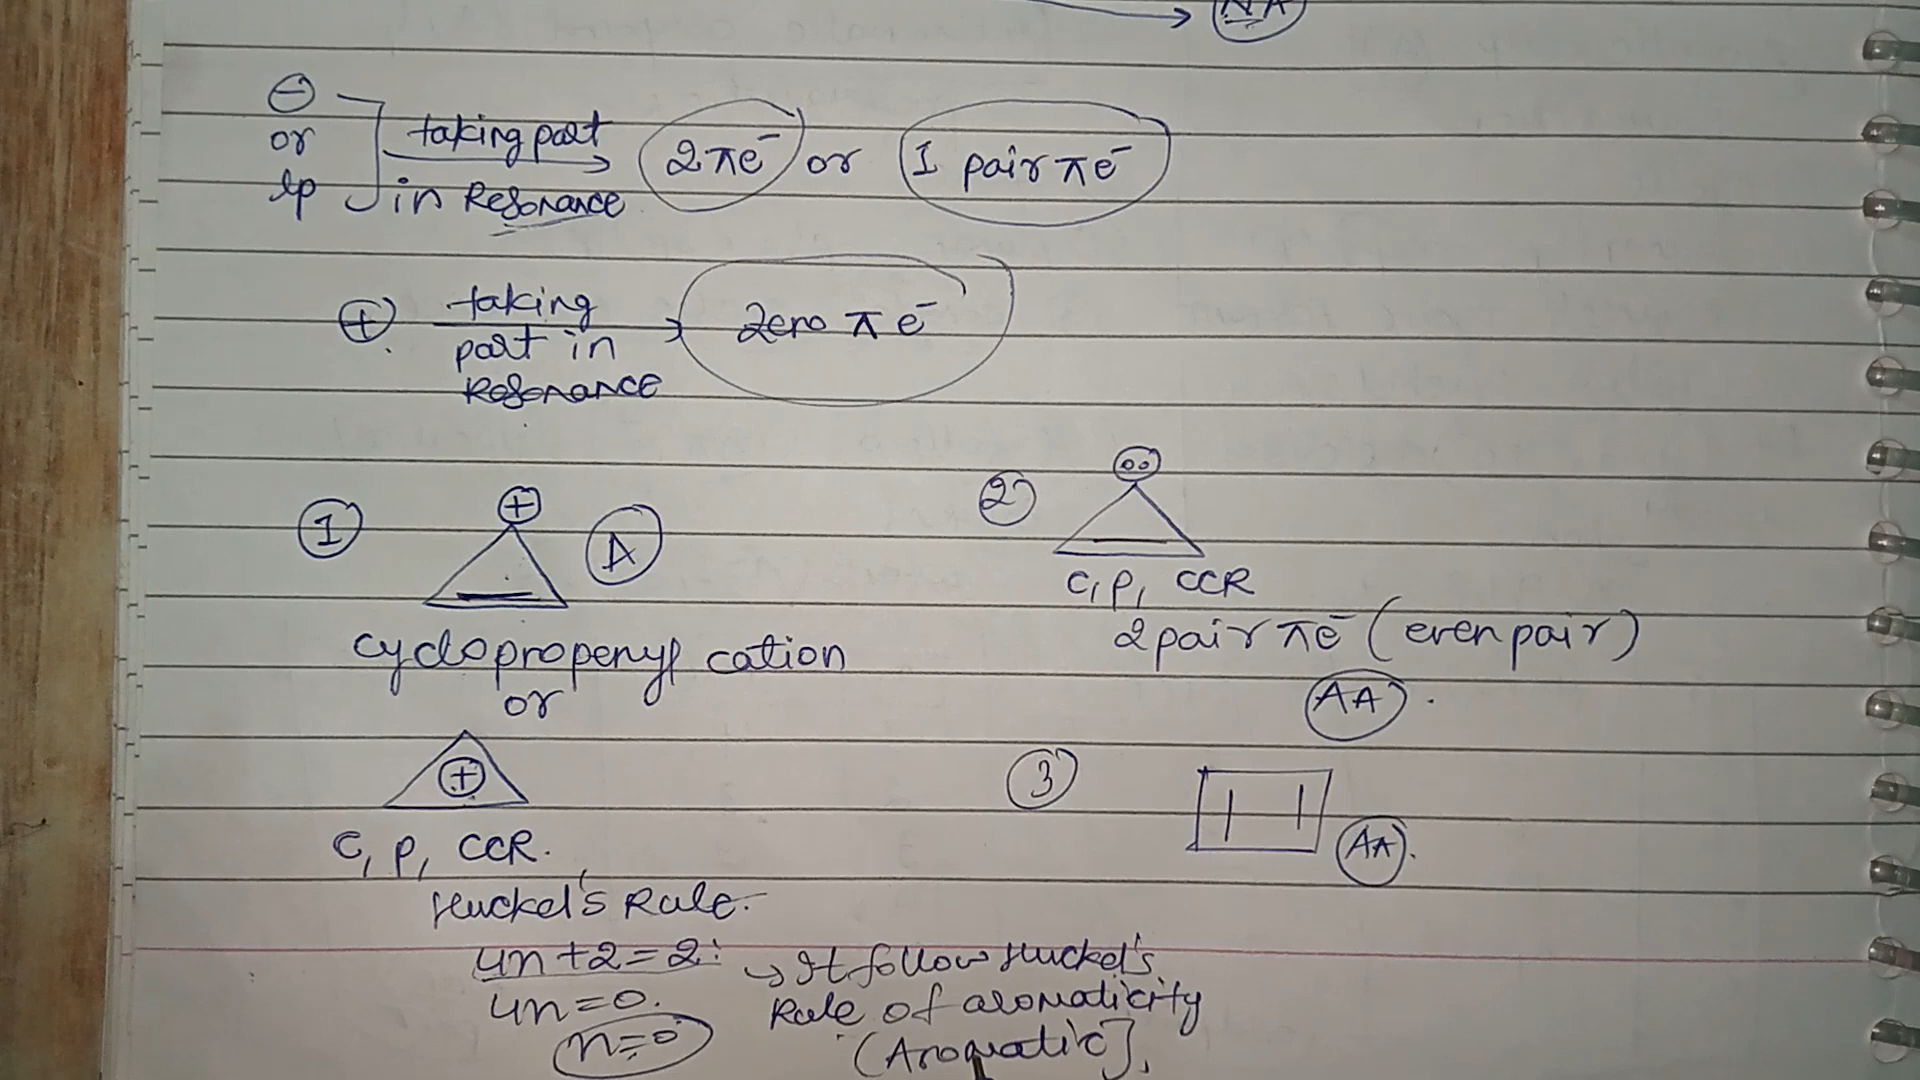 NA
⊖
or
lp
taking part
in Resonance
2πe⁻ or 1 pair πe⁻
⊕ taking
part in
Resonance
Zero π e⁻
1
⊕
A
cyclopropenyl cation
or
⊕
C, P, CCR.
Huckel's Rule.
4n+2=2:
4n=0.
n=0
→ It follow Huckel's
Rule of aromaticity
(Aromatic],
2
C, P, CCR
2 pair πe⁻ (even pair)
AA.
3
AA.